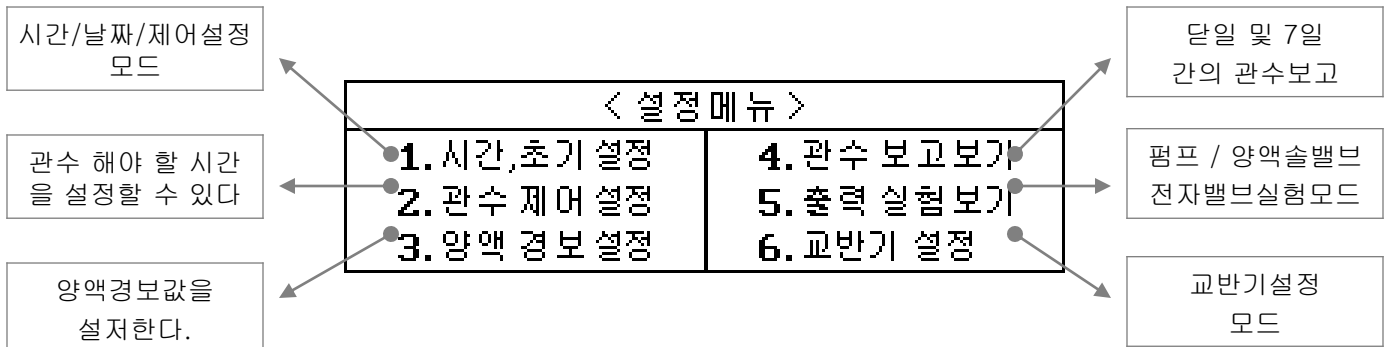 시간/날짜/제어설정
모드
관수 해야 할 시간
을 설정할 수 있다
양액경보값을
설저한다.
< 설정메뉴 >
1. 시간,초기 설정
2. 관수 제어 설정
3. 양액 경보 설정
4. 관수 보고보기
5. 출력 실험보기
6. 교반기 설정
닫일 및 7일
간의 관수보고
펌프 / 양액솔밸브
전자밸브실험모드
교반기설정
모드